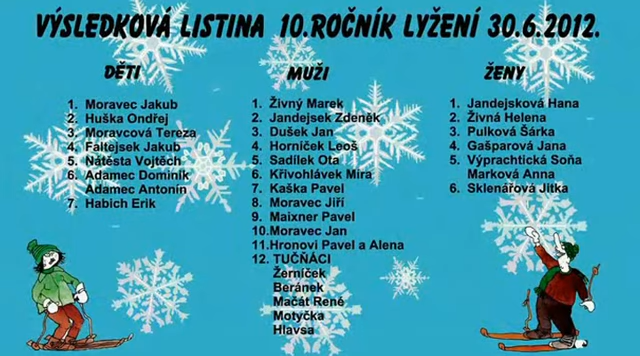 VÝSLEDKOVÁ LISTINA 10.ROČNÍK LYŽENÍ 30.6.2012.
DĚTI
1. Moravec Jakub
2. Huška Ondřej
3. Moravcová Tereza
4. Faltejsek Jakub
5. Nátěsta Vojtěch
6. Adamec Dominik
Adamec Antonín
7. Habich Erik
MUŽI
1. Živný Marek
2. Jandejsek Zdeněk
3. Dušek Jan
4. Horníček Leoš
5. Sadílek Ota
6. Křivohlávek Míra
7. Kaška Pavel
8. Moravec Jiří
9. Maixner Pavel
10.Moravec Jan
11.Hronovi Pavel a Alena
12. TUČŇÁCI
Žerníček
Beránek
Mačát René
Motyčka
Hlavsa
ŽENY
1. Jandejsková Hana
2. Živná Helena
3. Pulková Šárka
4. Gašparová Jana
5. Výprachtická Soňa
Marková Anna
6. Sklenářová Jitka